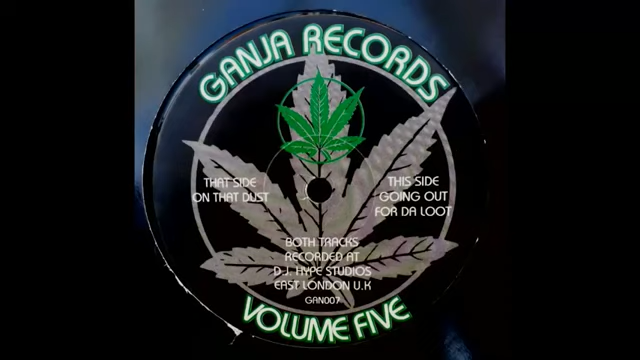 GANJA RECORDS
THAT SIDE
ON THAT DUST
THIS SIDE
GOING OUT
FOR DA LOOT
BOTH TRACKS
RECORDED AT
D.J. HYPE STUDIOS
EAST LONDON U.K
GAN007
VOLUME FIVE